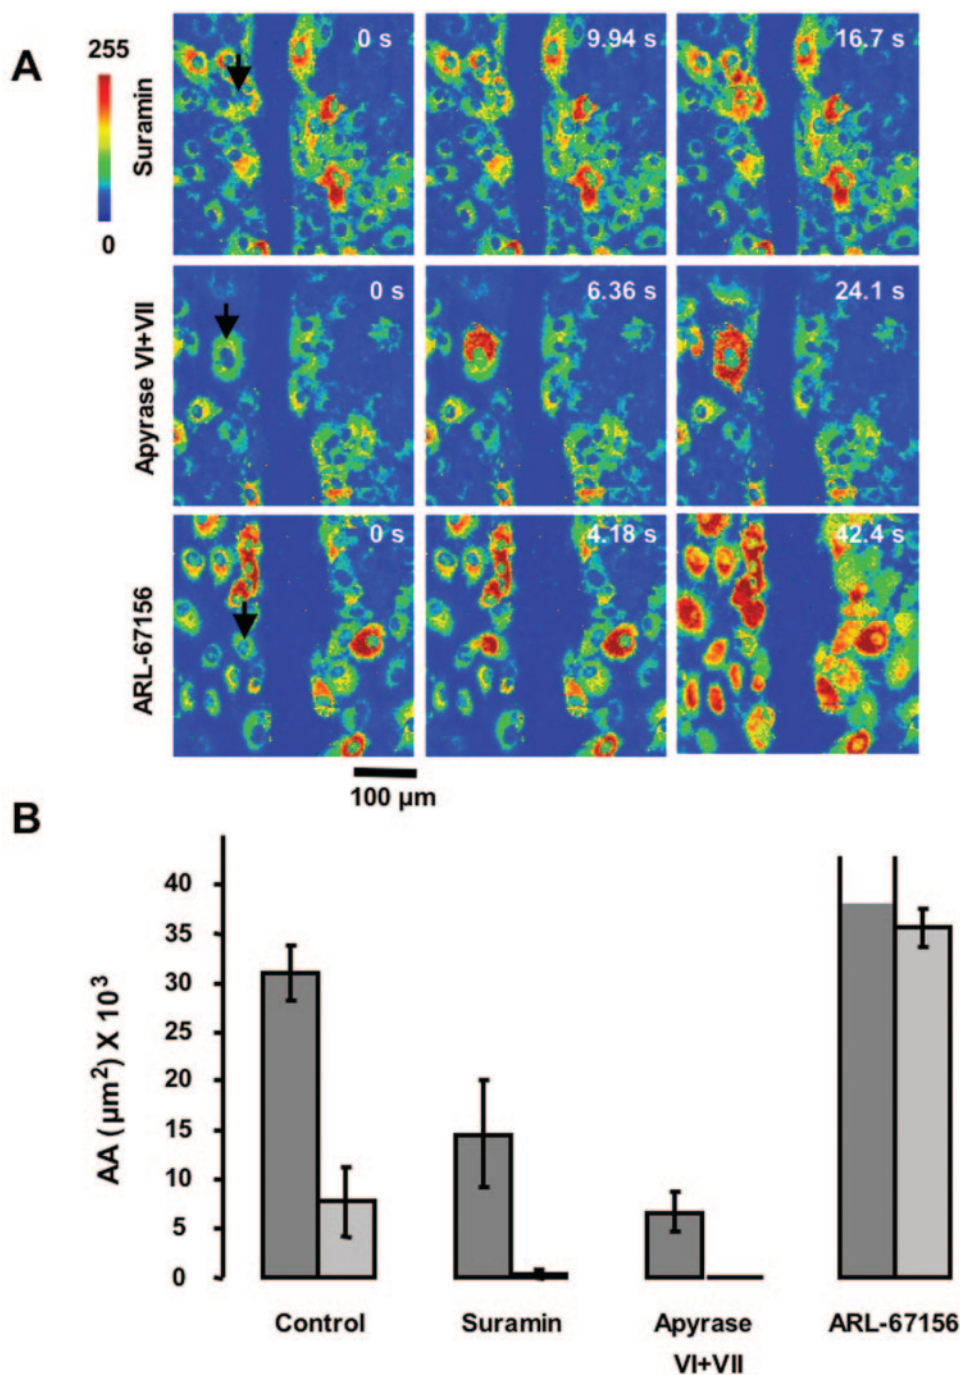 A
255
0
Suramin
0 s
9.94 s
16.7 s
Apyrase VI+VII
0 s
6.36 s
24.1 s
ARL-67156
0 s
4.18 s
42.4 s
100 µm
B
AA (µm²) X 10³
40
35
30
25
20
15
10
5
0
Control
Suramin
Apyrase
VI+VII
ARL-67156